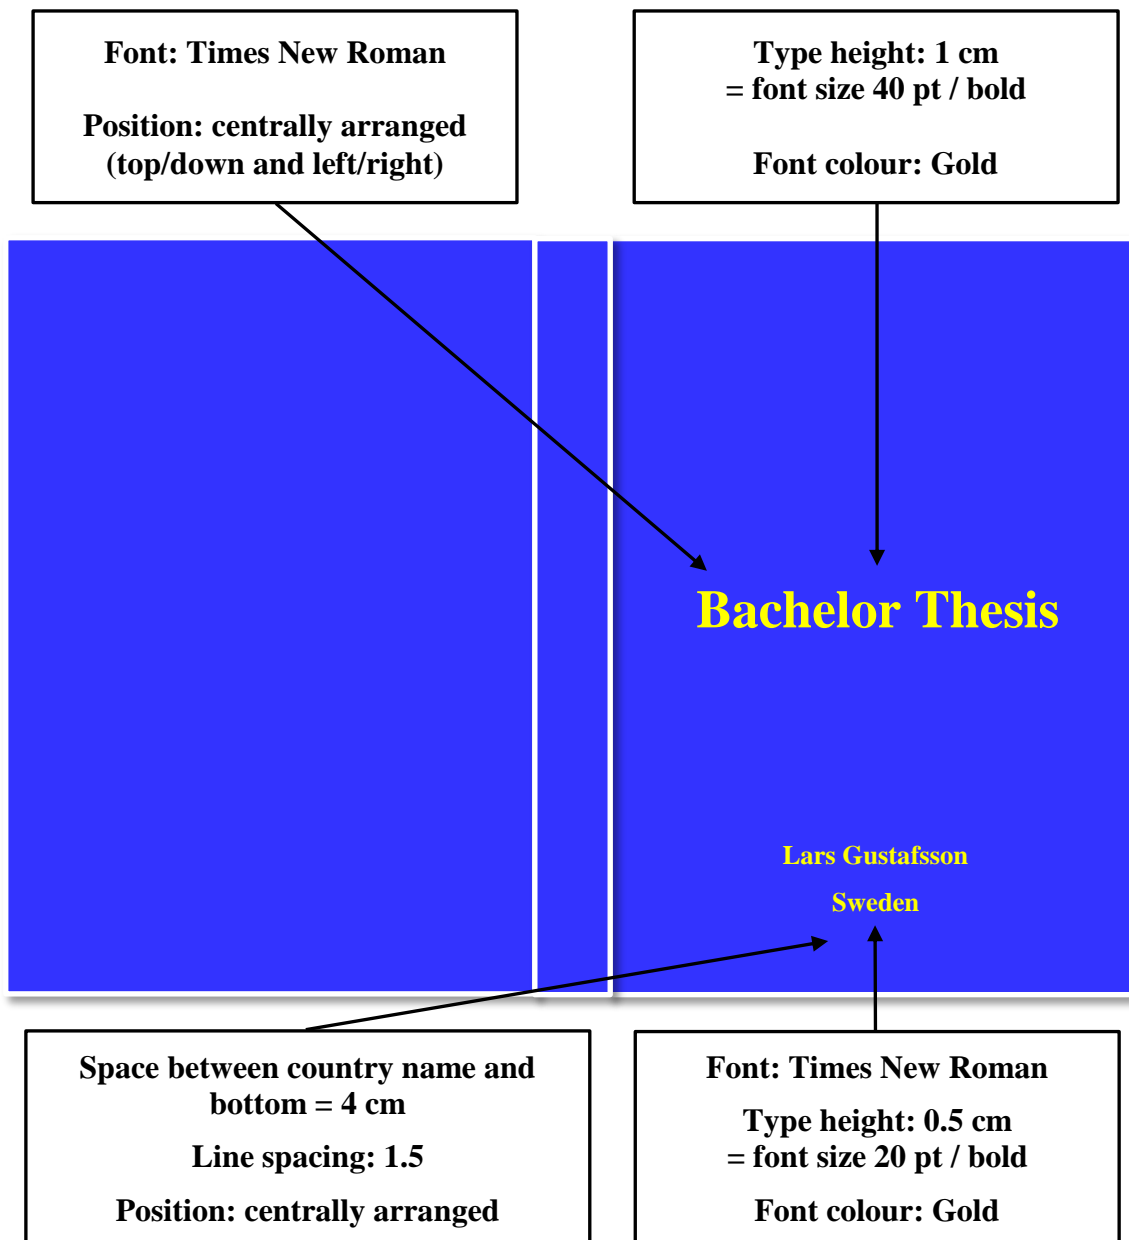 Font: Times New Roman
Position: centrally arranged
(top/down and left/right)
Type height: 1 cm
= font size 40 pt / bold
Font colour: Gold
Bachelor Thesis
Lars Gustafsson
Sweden
Space between country name and
bottom = 4 cm
Line spacing: 1.5
Position: centrally arranged
Font: Times New Roman
Type height: 0.5 cm
= font size 20 pt / bold
Font colour: Gold